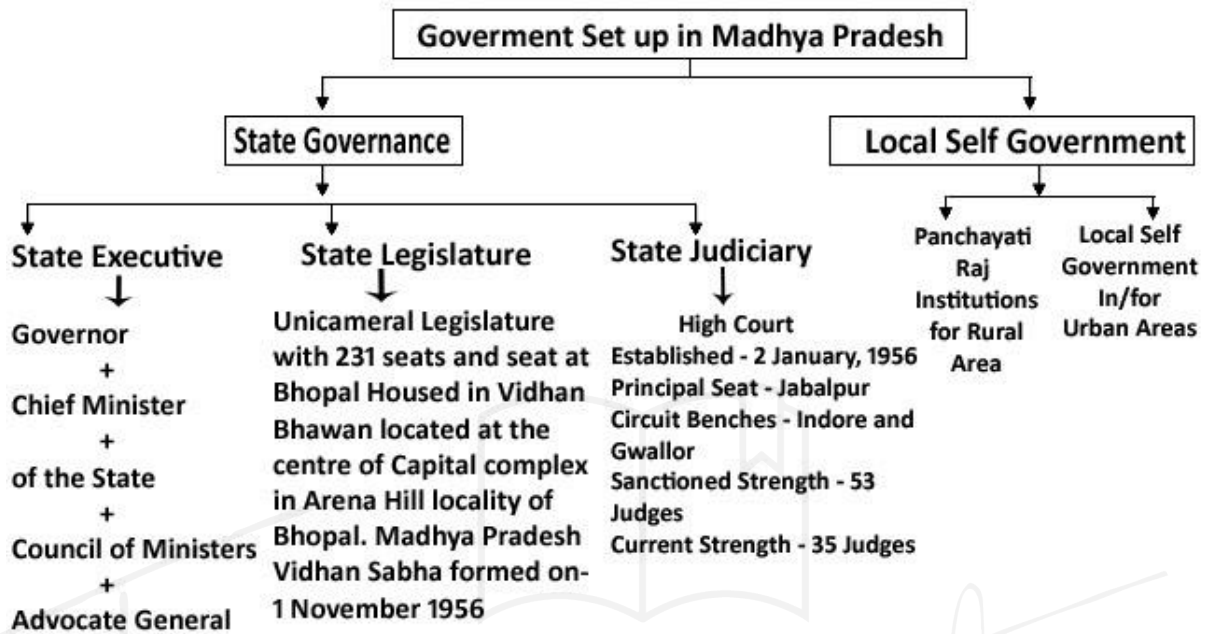 Goverment Set up in Madhya Pradesh
State Governance
Local Self Government
State Executive
Governor
+
Chief Minister
+
of the State
+
Council of Ministers
+
Advocate General
State Legislature
Unicameral Legislature
with 231 seats and seat at
Bhopal Housed in Vidhan
Bhawan located at the
centre of Capital complex
in Arena Hill locality of
Bhopal. Madhya Pradesh
Vidhan Sabha formed on-
1 November 1956
State Judiciary
High Court
Established - 2 January, 1956
Principal Seat - Jabalpur
Circuit Benches - Indore and
Gwallor
Sanctioned Strength - 53
Judges
Current Strength - 35 Judges
Panchayati
Raj
Institutions
for Rural
Area
Local Self
Government
In/for
Urban Areas